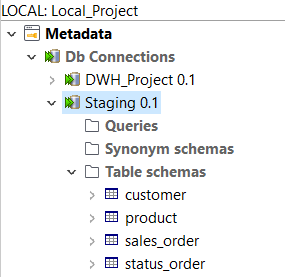 LOCAL: Local_Project
Metadata
Db Connections
DWH_Project 0.1
Staging 0.1
Queries
Synonym schemas
Table schemas
customer
product
sales_order
status_order